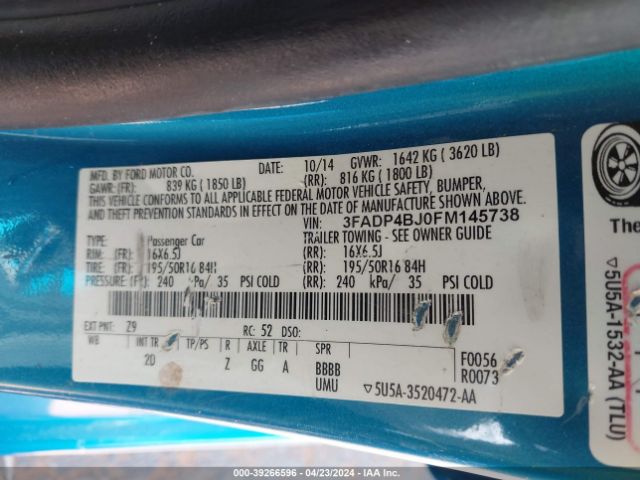 MFD. BY FORD MOTOR CO. DATE: 10/14 GVWR: 1642 KG ( 3620 LB)
GAWR: (FR): 839 KG ( 1850 LB) (RR): 816 KG ( 1800 LB)
THIS VEHICLE CONFORMS TO ALL APPLICABLE FEDERAL MOTOR VEHICLE SAFETY, BUMPER,
AND THEFT PREVENTION STANDARDS IN EFFECT ON THE DATE OF MANUFACTURE SHOWN ABOVE.
VIN: 3FADP4BJ0FM145738
TYPE: Passenger Car TRAILER TOWING - SEE OWNER GUIDE
RIM: (FR): 16X6.5J (RR): 16X6.5J
TIRE: (FR): 195/50R16 84H (RR): 195/50R16 84H
PRESSURE: (FR): 240 kPa/ 35 PSI COLD (RR): 240 kPa/ 35 PSI COLD
EXT PNT: Z9 RC: 52 DSO:
WB INT TR TP/PS R AXLE TR SPR
2D Z GG A BBBB
UMU
F0056
R0073
▽5U5A-3520472-AA
▽5U5A-1532-AA (TLU)
000-39266596 - 04/23/2024 - IAA Inc.